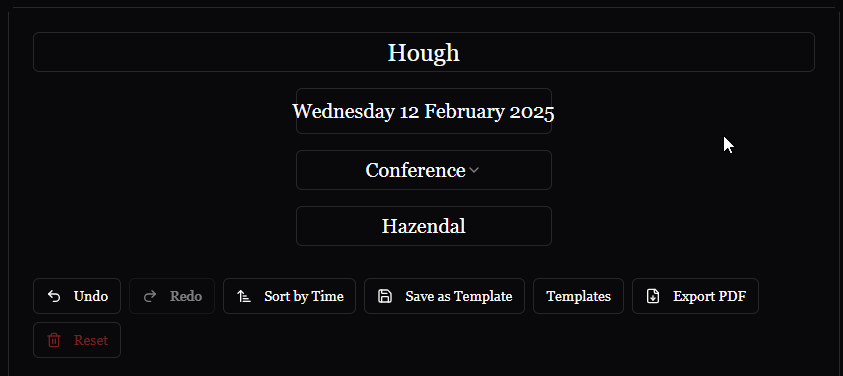 Hough
Wednesday 12 February 2025
Conference
Hazendal
Undo Redo Sort by Time Save as Template Templates Export PDF
Reset